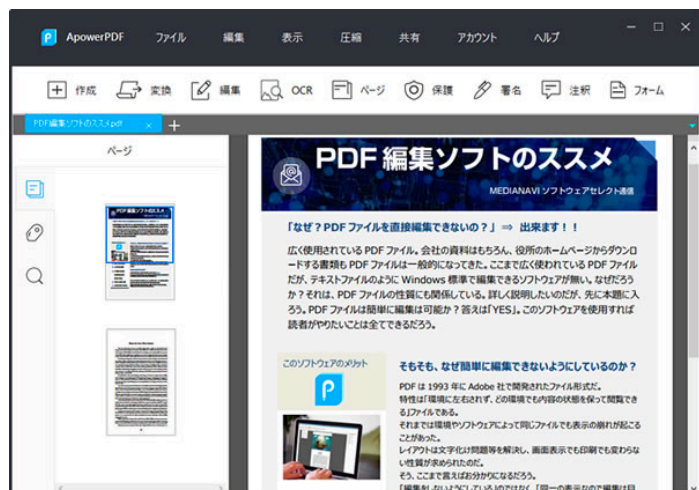 ApowerPDF ファイル 編集 表示 圧縮 共有 アカウント ヘルプ
作成 変換 編集 OCR ページ 保護 署名 注釈 フォーム
PDF編集ソフトのススメ.pdf × +
ページ
PDF 編集ソフトのススメ
MEDIANAVI ソフトウェアセレクト通信
「なぜ？PDF ファイルを直接編集できないの？」 ⇒ 出来ます！！
広く使用されている PDF ファイル。会社の資料はもちろん、役所のホームページからダウンロ
ードする書類も PDF ファイルは一般的になってきた。ここまで広く使われている PDF ファイル
だが、テキストファイルのように Windows 標準で編集できるソフトウェアが無い。なぜだろう
か？それは、PDF ファイルの性質にも関係している。詳しく説明したいのだが、先に本題に入
ろう。PDF ファイルは簡単に編集は可能か？答えは「YES」。このソフトウェアを使用すれば
読者がやりたいことは全てできるだろう。
このソフトウェアのメリット
そもそも、なぜ簡単に編集できないようにしているのか？
PDF は 1993 年に Adobe 社で開発されたファイル形式だ。
特性は「環境に左右されず、どの環境でも内容の状態を保って閲覧でき
る」ファイルである。
それまでは環境やソフトウェアによって同じファイルでも表示の崩れが起こる
ことがあった。
レイアウトは文字化け問題等を解決し、画面表示でも印刷でも変わらな
い性質が求められたのだ。
そう、ここまで言えばお分かりになるだろう。